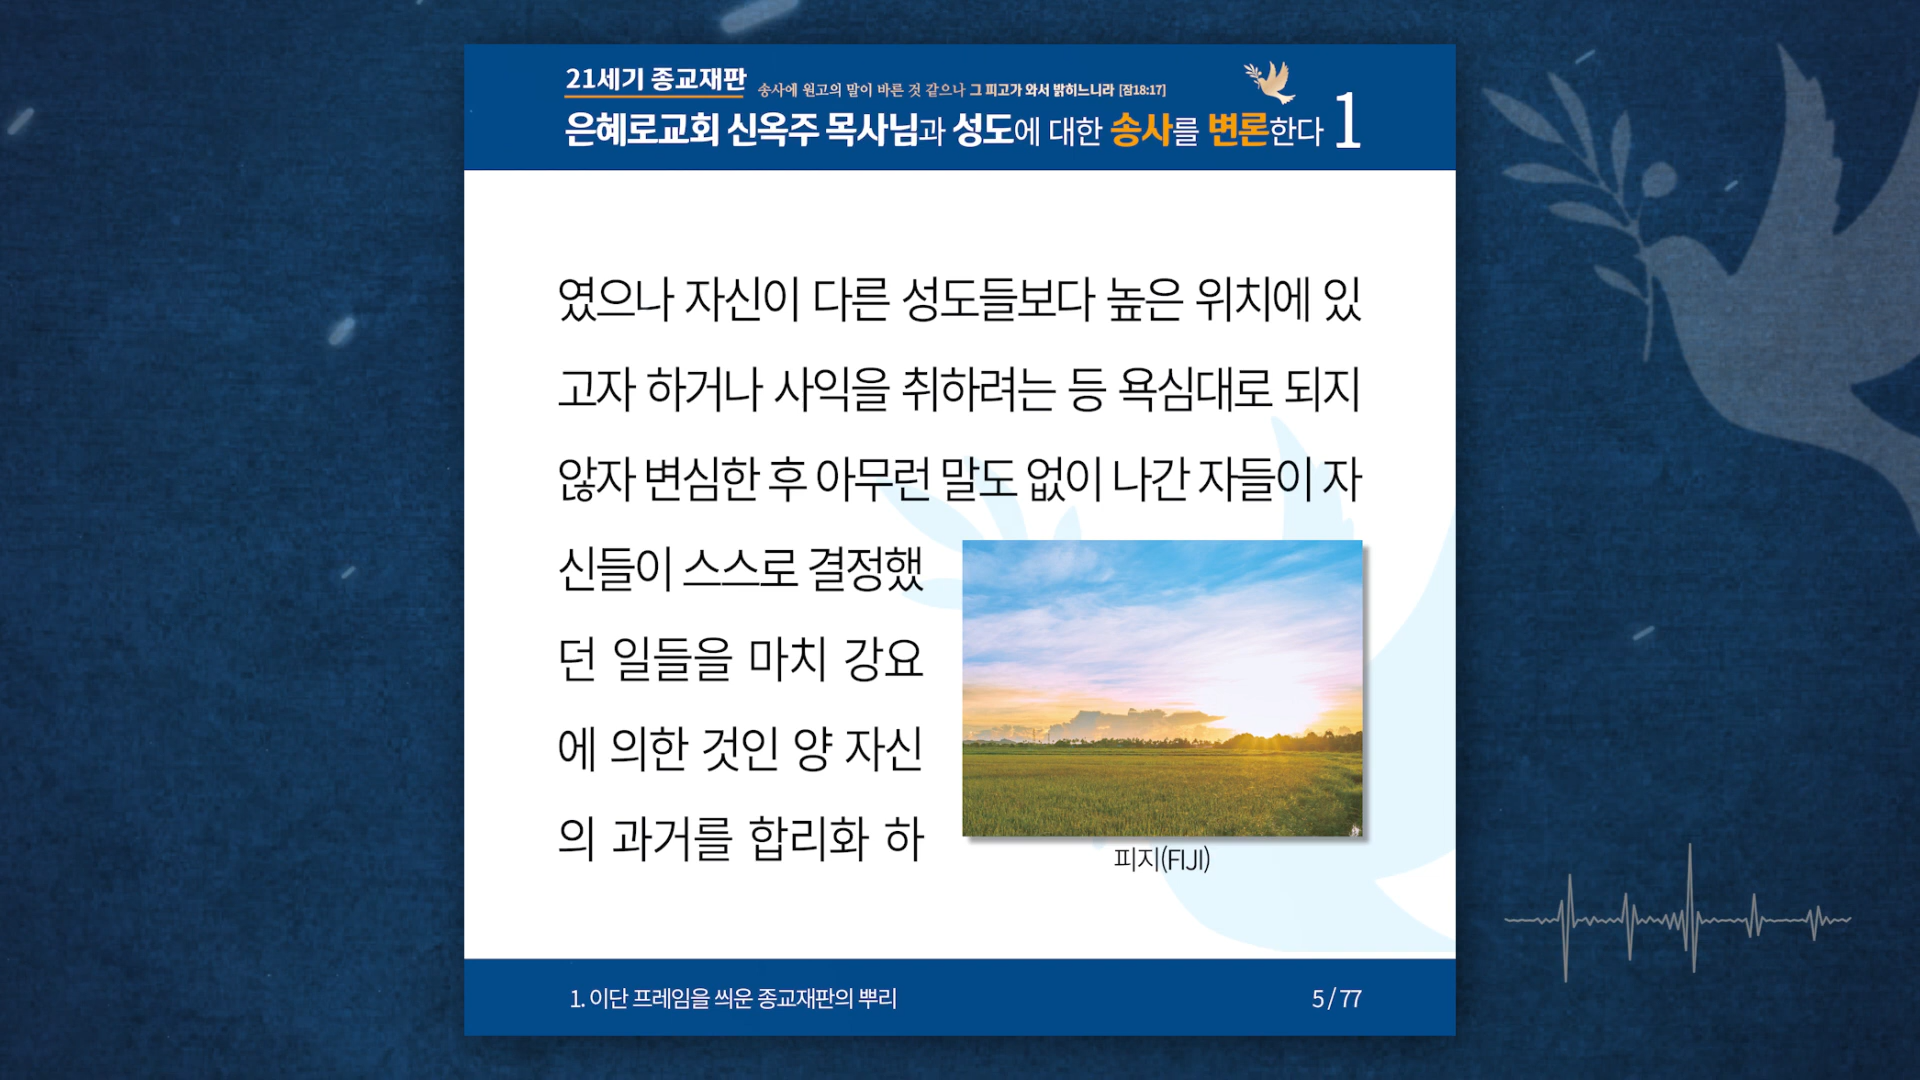 21세기 종교재판 송사에 원고의 말이 바른 것 같으나 그 피고가 와서 밝히느니라 [잠18:17]
은혜로교회 신옥주 목사님과 성도에 대한 송사를 변론한다 1
였으나 자신이 다른 성도들보다 높은 위치에 있
고자 하거나 사익을 취하려는 등 욕심대로 되지
않자 변심한 후 아무런 말도 없이 나간 자들이 자
신들이 스스로 결정했
던 일들을 마치 강요
에 의한 것인 양 자신
의 과거를 합리화 하
피지(FIJI)
1. 이단 프레임을 씌운 종교재판의 뿌리
5 / 77